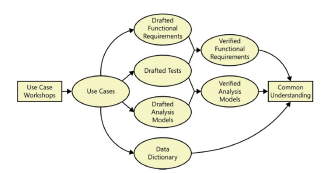 Use Case
Workshops
Use Cases
Drafted
Functional
Requirements
Drafted Tests
Drafted
Analysis
Models
Data
Dictionary
Verified
Functional
Requirements
Verified
Analysis
Models
Common
Understanding